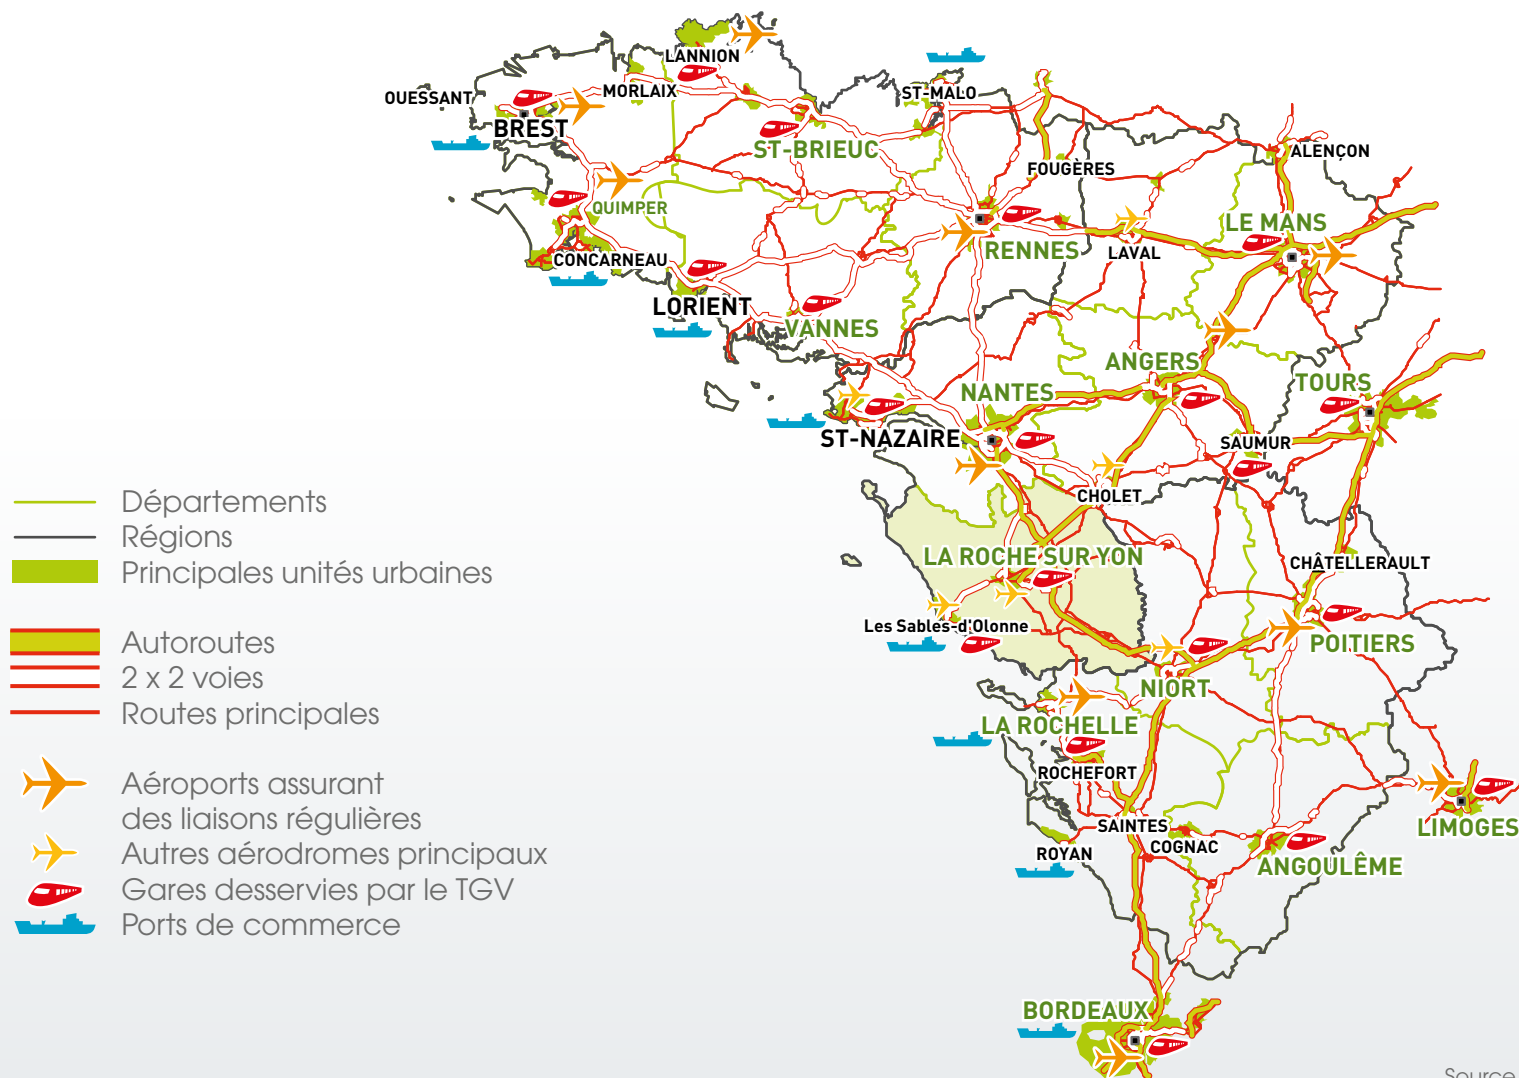 LANNION
ST-MALO
OUESSANT
MORLAIX
BREST
ST-BRIEUC
FOUGÈRES
ALENÇON
QUIMPER
LE MANS
RENNES
LAVAL
CONCARNEAU
LORIENT
VANNES
ANGERS
NANTES
TOURS
ST-NAZAIRE
SAUMUR
CHOLET
LA ROCHE SUR YON
CHÂTELLERAULT
Les Sables-d'Olonne
POITIERS
NIORT
LA ROCHELLE
ROCHEFORT
SAINTES
COGNAC
ROYAN
ANGOULÊME
LIMOGES
BORDEAUX
Départements
Régions
Principales unités urbaines
Autoroutes
2 x 2 voies
Routes principales
Aéroports assurant
des liaisons régulières
Autres aérodromes principaux
Gares desservies par le TGV
Ports de commerce
Source